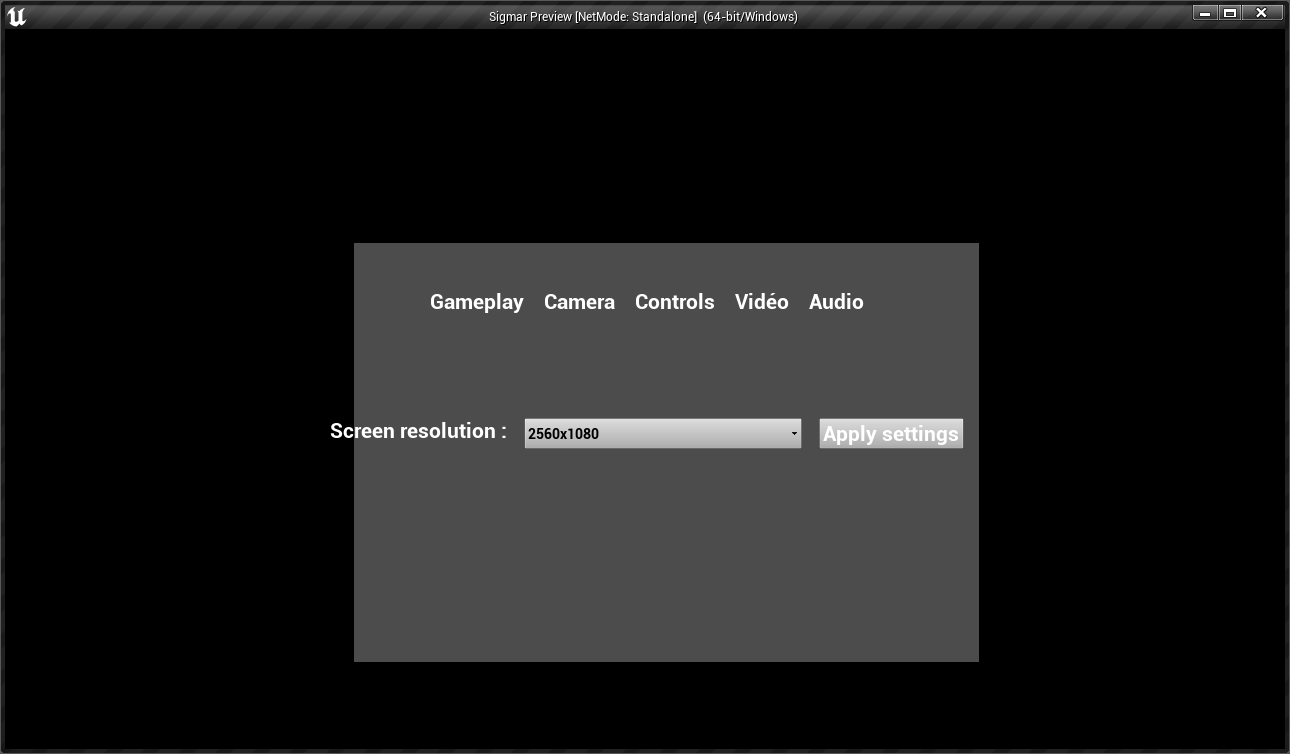 Sigmar Preview [NetMode: Standalone] (64-bit/Windows)
Gameplay Camera Controls Vidéo Audio
Screen resolution : 2560x1080 Apply settings